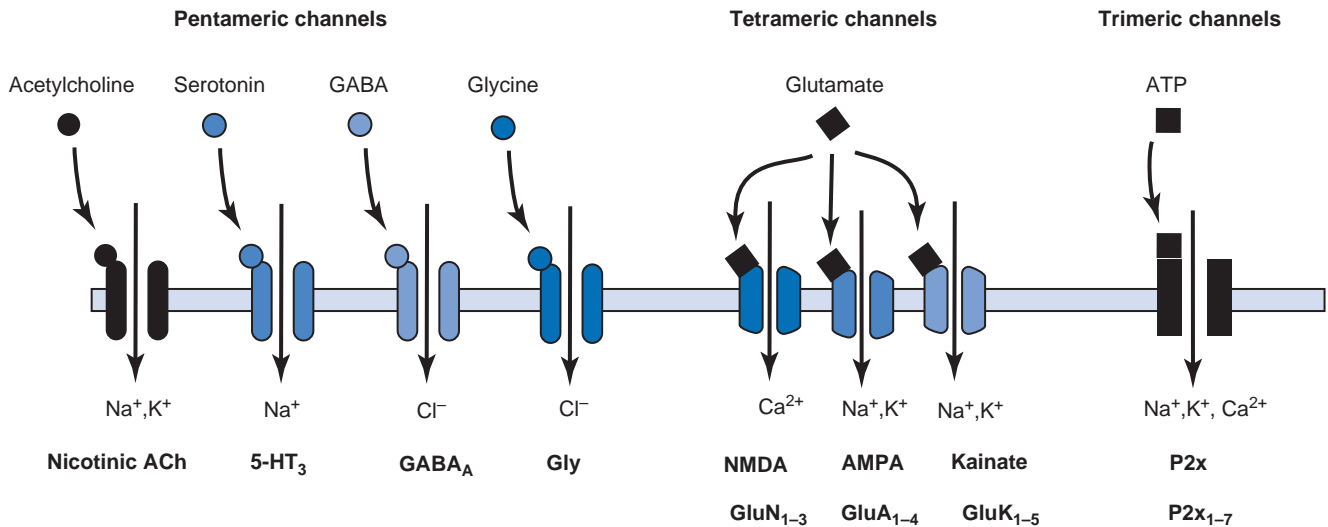 Pentameric channels Tetrameric channels Trimeric channels
Acetylcholine Serotonin GABA Glycine Glutamate ATP
Na⁺,K⁺ Na⁺ Cl⁻ Cl⁻ Ca²⁺ Na⁺,K⁺ Na⁺,K⁺ Na⁺,K⁺, Ca²⁺
Nicotinic ACh 5-HT₃ GABA_A Gly NMDA AMPA Kainate P2x
GluN₁₋₃ GluA₁₋₄ GluK₁₋₅ P2x₁₋₇